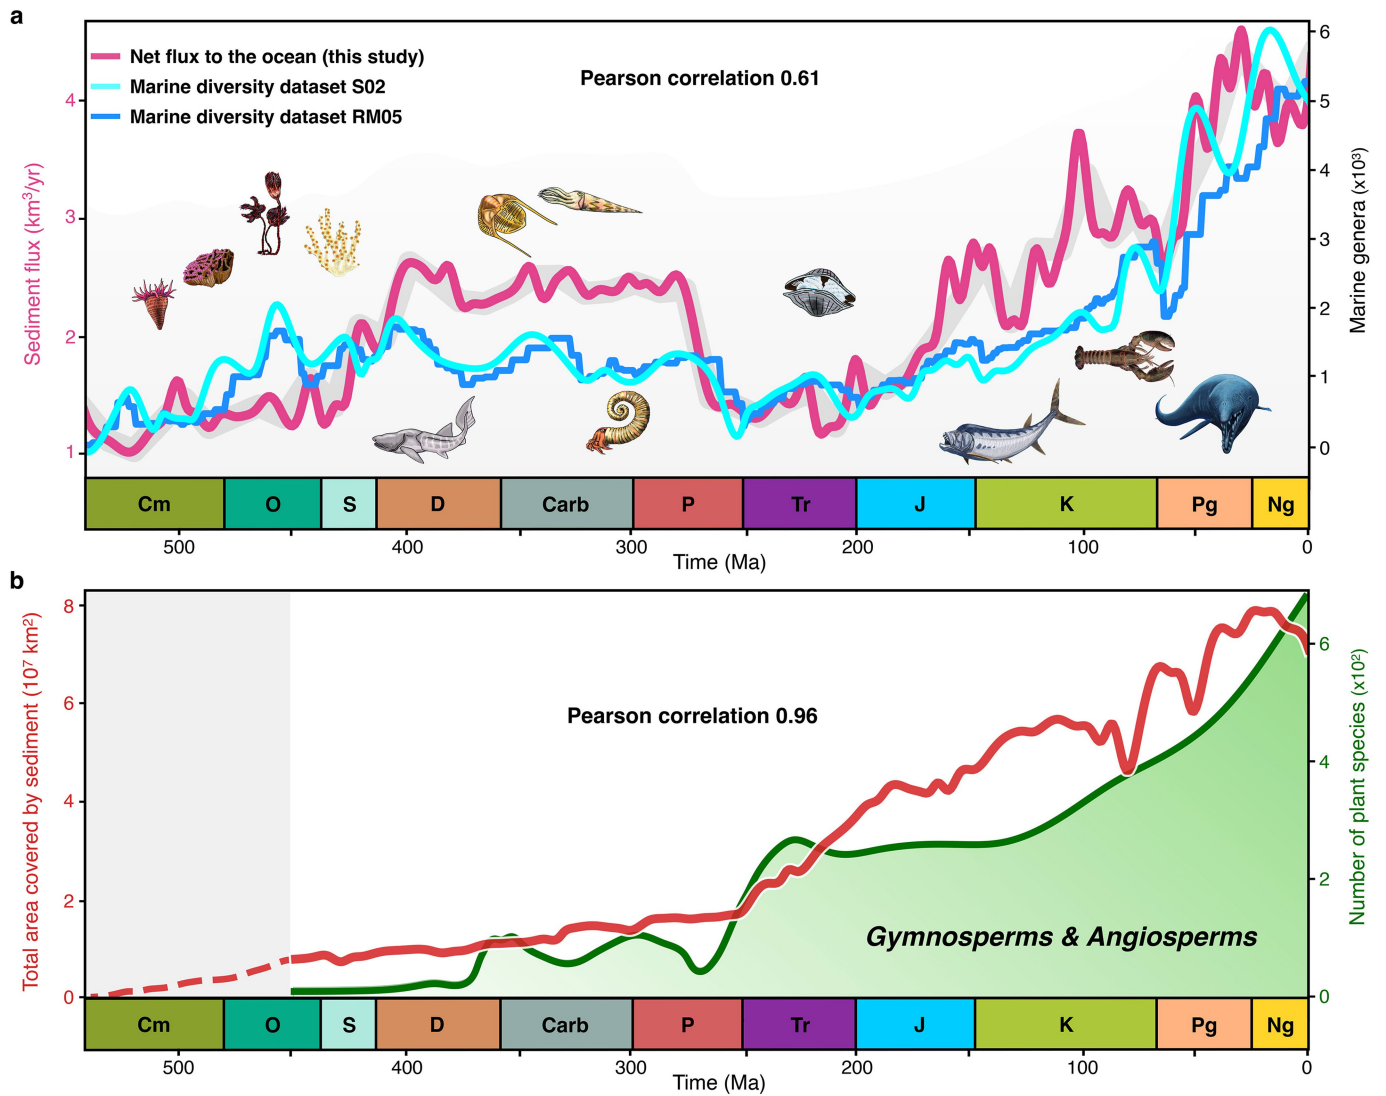 a
Net flux to the ocean (this study)
Marine diversity dataset S02
Marine diversity dataset RM05
Pearson correlation 0.61
Sediment flux (km³/yr)
4
3
2
1
6
5
4
3
2
1
0
Marine genera (x10³)
Cm O S D Carb P Tr J K Pg Ng
500 400 300 200 100 0
Time (Ma)
b
Total area covered by sediment (10⁷ km²)
8
6
4
2
0
Pearson correlation 0.96
Gymnosperms & Angiosperms
6
4
2
0
Number of plant species (x10²)
Cm O S D Carb P Tr J K Pg Ng
500 400 300 200 100 0
Time (Ma)